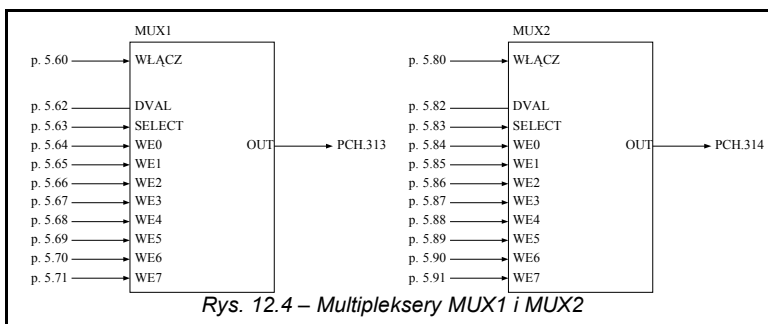 MUX1
p. 5.60 WŁĄCZ
p. 5.62 DVAL
p. 5.63 SELECT
p. 5.64 WE0 OUT PCH.313
p. 5.65 WE1
p. 5.66 WE2
p. 5.67 WE3
p. 5.68 WE4
p. 5.69 WE5
p. 5.70 WE6
p. 5.71 WE7
MUX2
p. 5.80 WŁĄCZ
p. 5.82 DVAL
p. 5.83 SELECT
p. 5.84 WE0 OUT PCH.314
p. 5.85 WE1
p. 5.86 WE2
p. 5.87 WE3
p. 5.88 WE4
p. 5.89 WE5
p. 5.90 WE6
p. 5.91 WE7
Rys. 12.4 – Multipleksery MUX1 i MUX2